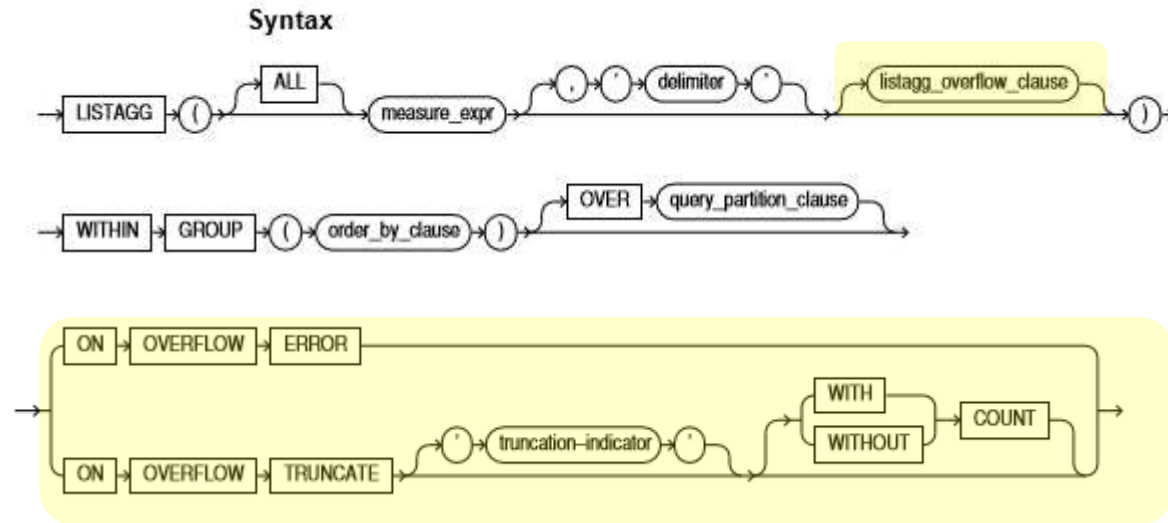 Syntax
ALL , ' delimiter ' listagg_overflow_clause
LISTAGG ( measure_expr )
OVER query_partition_clause
WITHIN GROUP ( order_by_clause )
ON OVERFLOW ERROR
WITH
COUNT
WITHOUT
' truncation–indicator '
ON OVERFLOW TRUNCATE